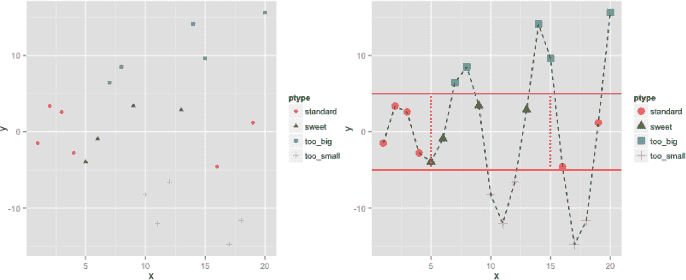 10
0
-10
y
5
10
15
20
x
ptype
standard
sweet
too_big
too_small
10
0
-10
y
5
10
15
20
x
ptype
standard
sweet
too_big
too_small